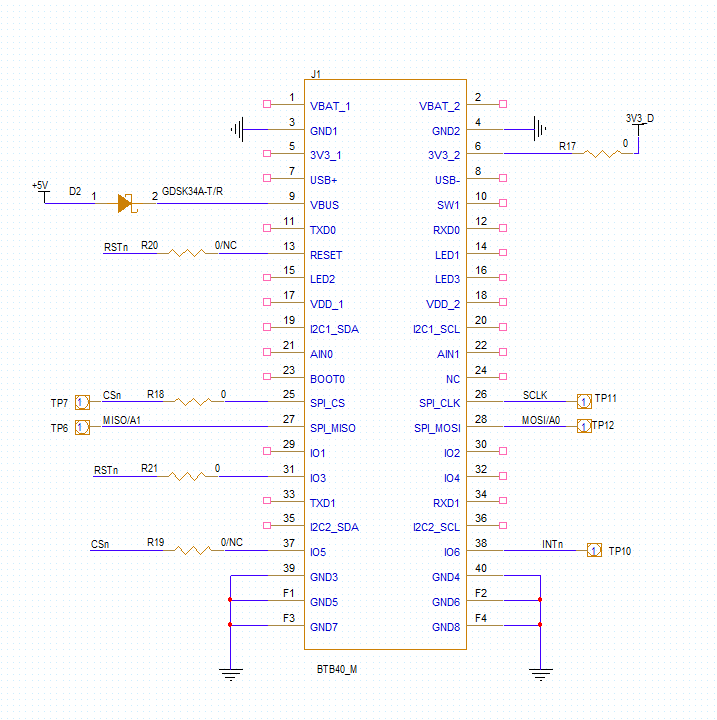 J1
1 VBAT_1 VBAT_2 2
3 GND1 GND2 4
3V3_D
5 3V3_1 3V3_2 6 R17 0
7 USB+ USB- 8
+5V D2 1 2 GDSK34A-T/R 9 VBUS SW1 10
11 TXD0 RXD0 12
RSTn R20 0/NC 13 RESET LED1 14
15 LED2 LED3 16
17 VDD_1 VDD_2 18
19 I2C1_SDA I2C1_SCL 20
21 AIN0 AIN1 22
23 BOOT0 NC 24
TP7 1 CSn R18 0 25 SPI_CS SPI_CLK 26 SCLK 1 TP11
TP6 1 MISO/A1 27 SPI_MISO SPI_MOSI 28 MOSI/A0 1 TP12
29 IO1 IO2 30
RSTn R21 0 31 IO3 IO4 32
33 TXD1 RXD1 34
35 I2C2_SDA I2C2_SCL 36
CSn R19 0/NC 37 IO5 IO6 38 INTn 1 TP10
39 GND3 GND4 40
F1 GND5 GND6 F2
F3 GND7 GND8 F4
BTB40_M